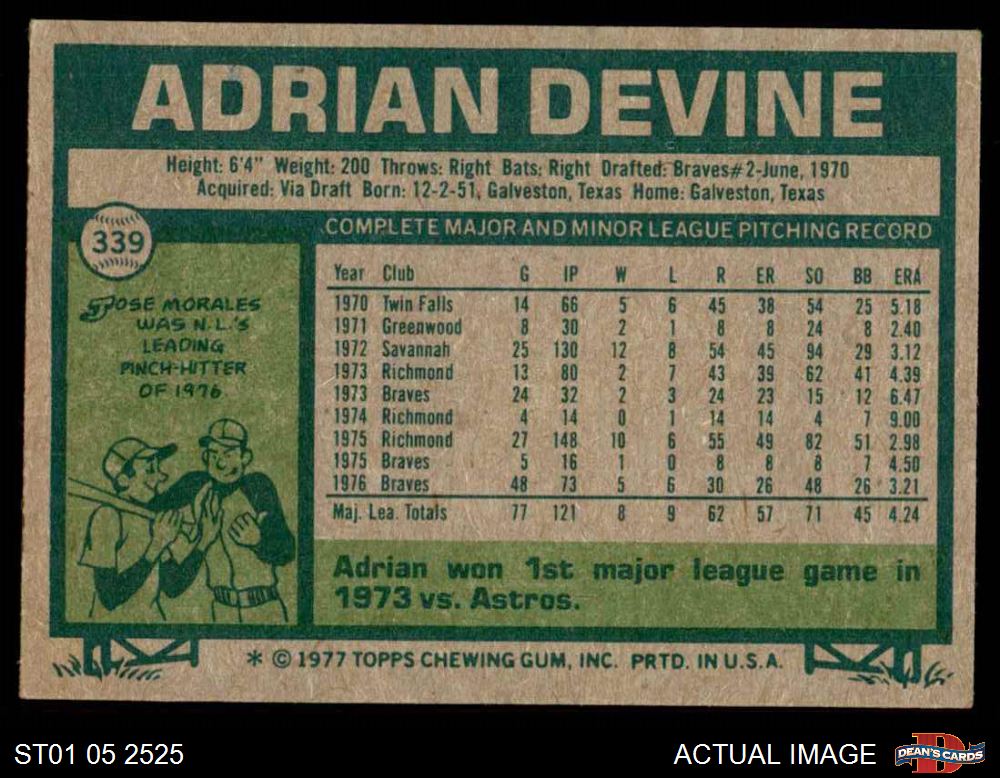 ADRIAN DEVINE
Height: 6'4" Weight: 200 Throws: Right Bats: Right Drafted: Braves#2-June, 1970
Acquired: Via Draft Born: 12-2-51, Galveston, Texas Home: Galveston, Texas
339
COMPLETE MAJOR AND MINOR LEAGUE PITCHING RECORD
JOSE MORALES
WAS N.L.'S
LEADING
PINCH-HITTER
OF 1976
Year Club G IP W L R ER SO BB ERA
1970 Twin Falls 14 66 5 6 45 38 54 25 5.18
1971 Greenwood 8 30 2 1 8 8 24 8 2.40
1972 Savannah 25 130 12 8 54 45 94 29 3.12
1973 Richmond 13 80 2 7 43 39 62 41 4.39
1973 Braves 24 32 2 3 24 23 15 12 6.47
1974 Richmond 4 14 0 1 14 14 4 7 9.00
1975 Richmond 27 148 10 6 55 49 82 51 2.98
1975 Braves 5 16 1 0 8 8 8 7 4.50
1976 Braves 48 73 5 6 30 26 48 26 3.21
Maj. Lea. Totals 77 121 8 9 62 57 71 45 4.24
Adrian won 1st major league game in
1973 vs. Astros.
* © 1977 TOPPS CHEWING GUM, INC. PRTD. IN U.S.A.
ST01 05 2525
ACTUAL IMAGE
DEAN'S CARDS